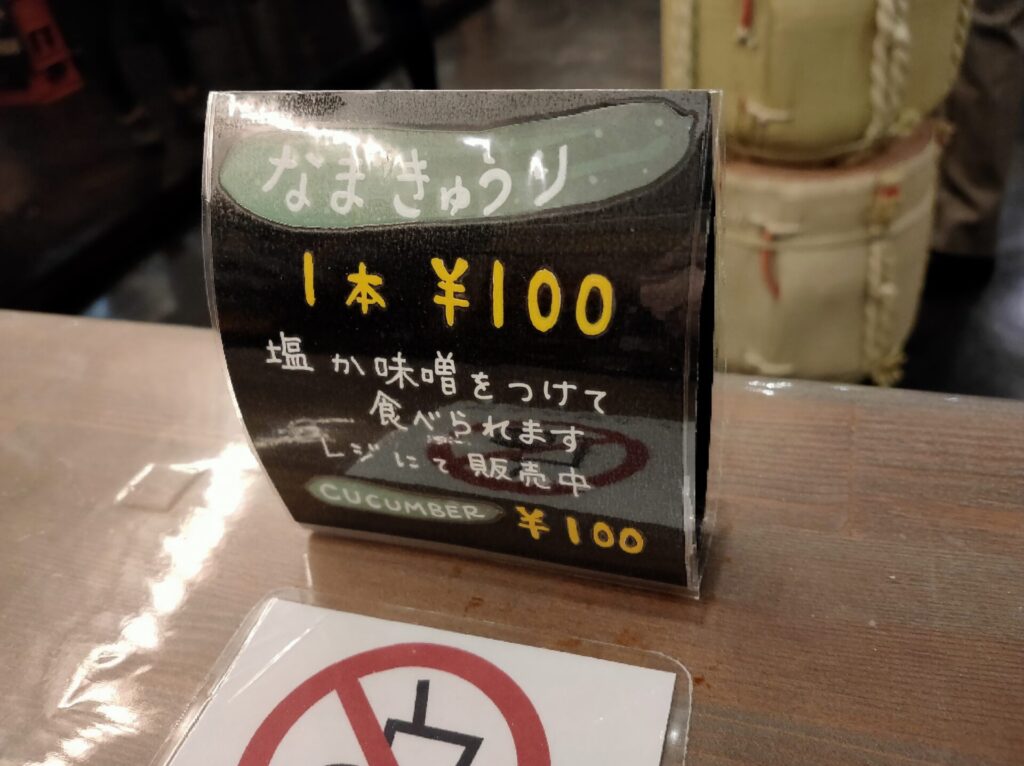 なまきゅうり
1本 ¥100
塩か味噌をつけて
食べられます
レジにて販売中
CUCUMBER ¥100